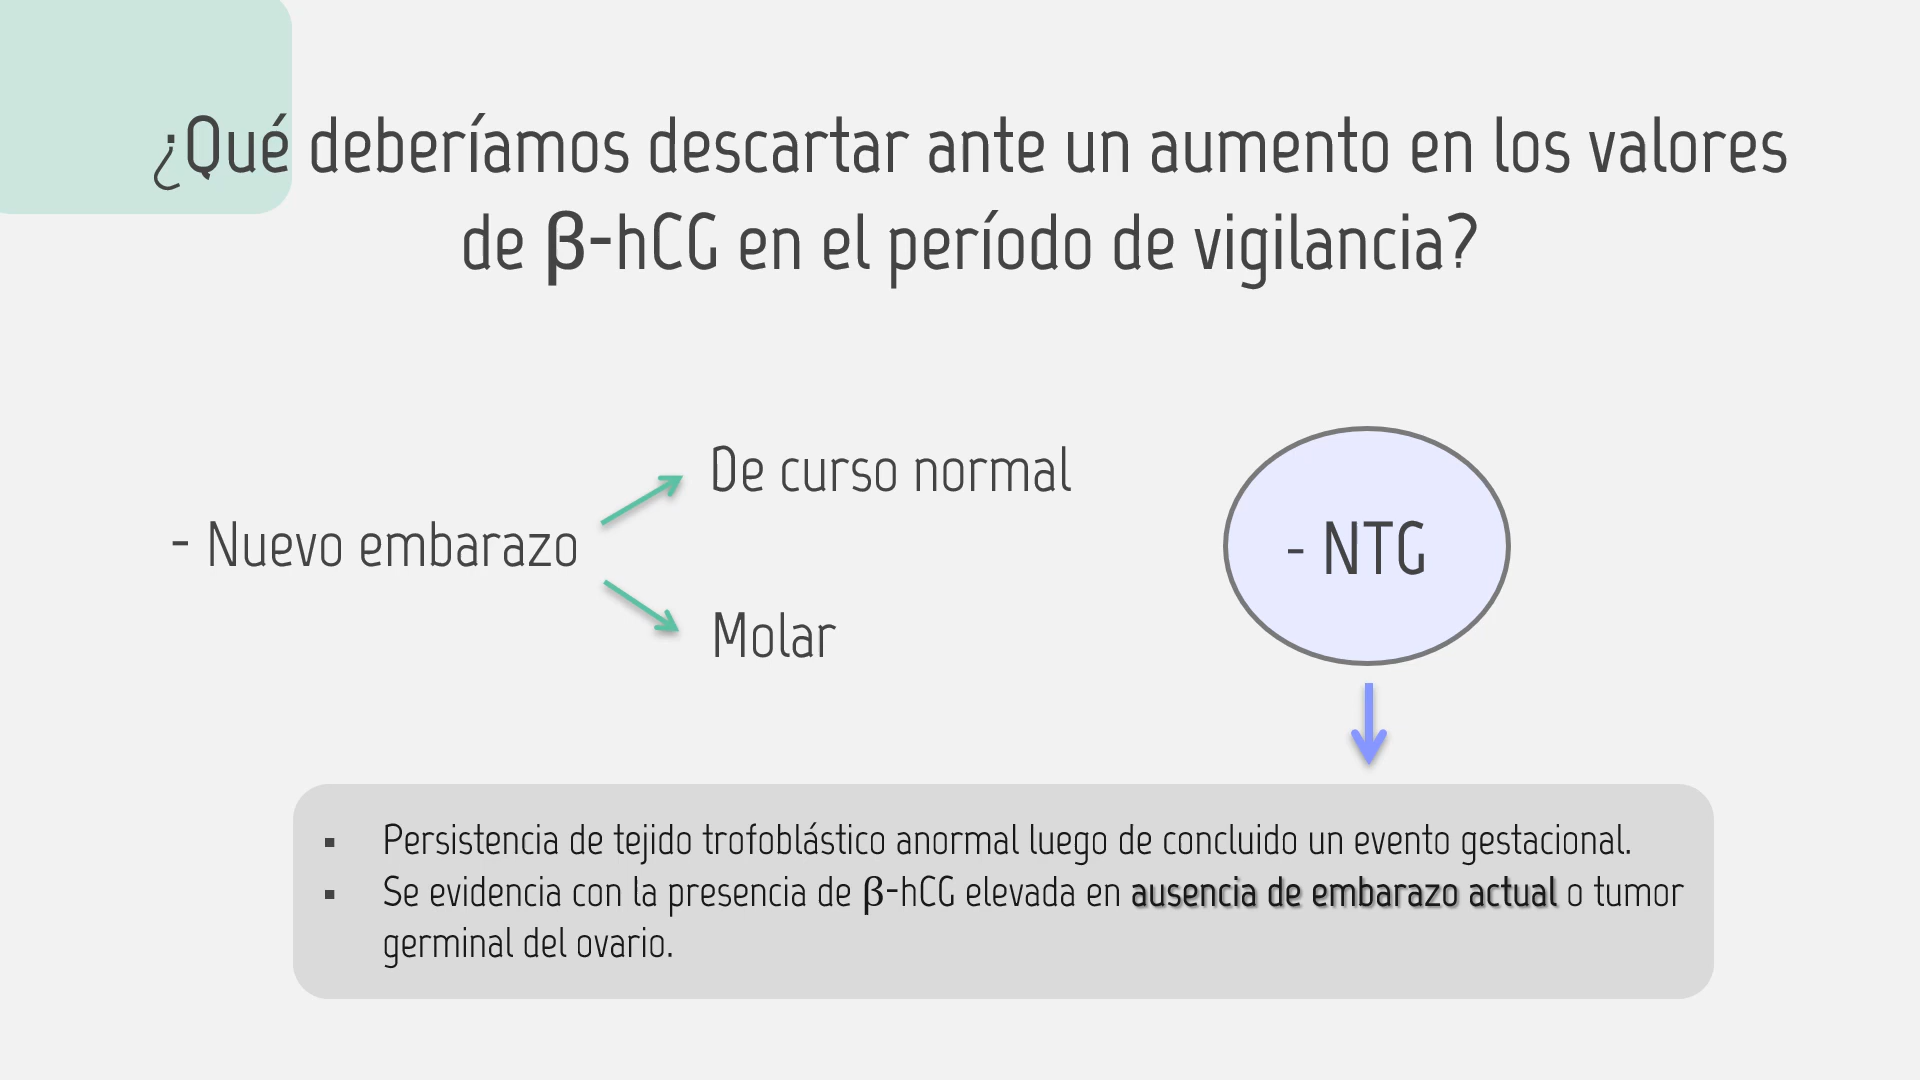 ¿Qué deberíamos descartar ante un aumento en los valores
de β-hCG en el período de vigilancia?
De curso normal
- Nuevo embarazo
- NTG
Molar
▪ Persistencia de tejido trofoblástico anormal luego de concluido un evento gestacional.
▪ Se evidencia con la presencia de β-hCG elevada en ausencia de embarazo actual o tumor
germinal del ovario.